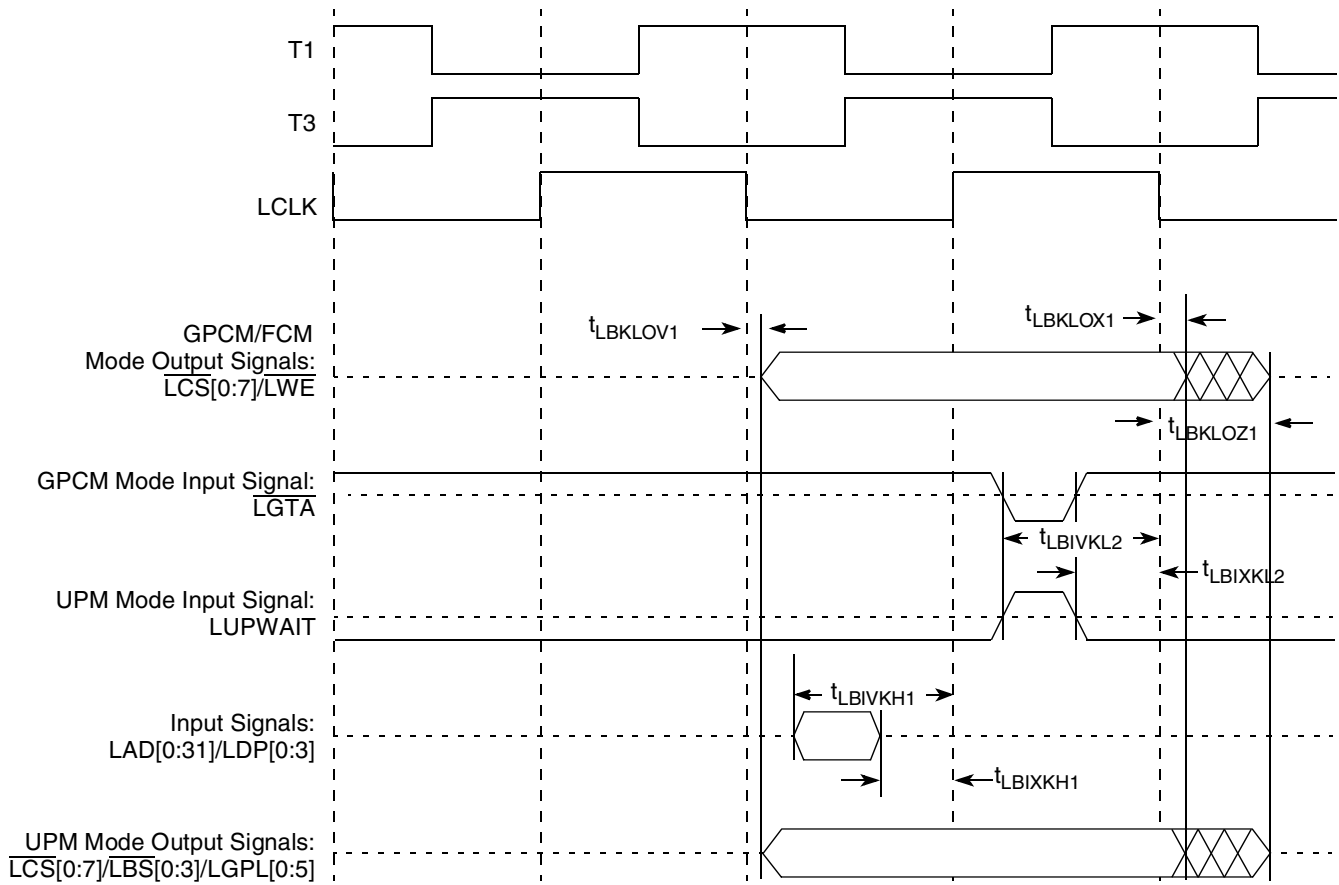 T1
T3
LCLK
GPCM/FCM
Mode Output Signals:
LCS[0:7]/LWE
tLBKLOV1
tLBKLOX1
tLBKLOZ1
GPCM Mode Input Signal:
LGTA
tLBIVKL2
tLBIXKL2
UPM Mode Input Signal:
LUPWAIT
tLBIVKH1
Input Signals:
LAD[0:31]/LDP[0:3]
tLBIXKH1
UPM Mode Output Signals:
LCS[0:7]/LBS[0:3]/LGPL[0:5]